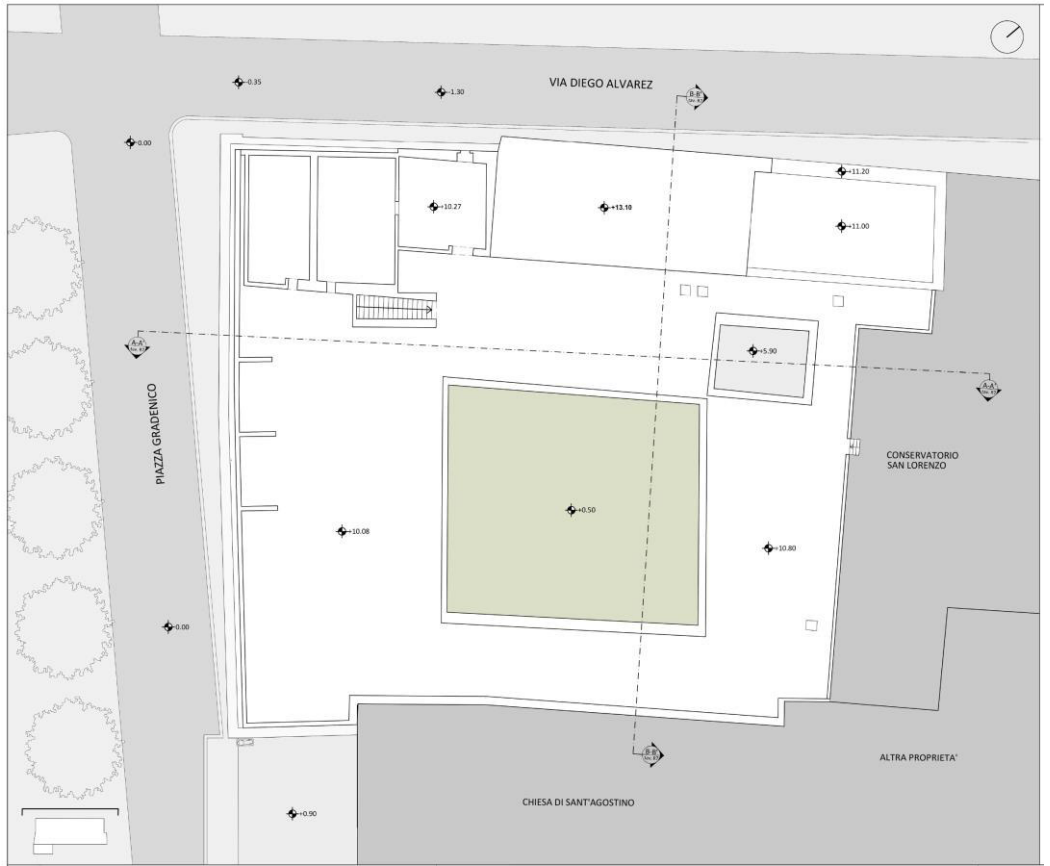 VIA DIEGO ALVAREZ
-0.35
-1.30
B-B'
0.00
+11.20
+10.27
+13.10
+11.00
A-A'
+5.90
A-A'
PIAZZA GRADENICO
CONSERVATORIO
SAN LORENZO
+0.50
+10.08
+10.80
0.00
B-B'
ALTRA PROPRIETA'
CHIESA DI SANT'AGOSTINO
+0.90